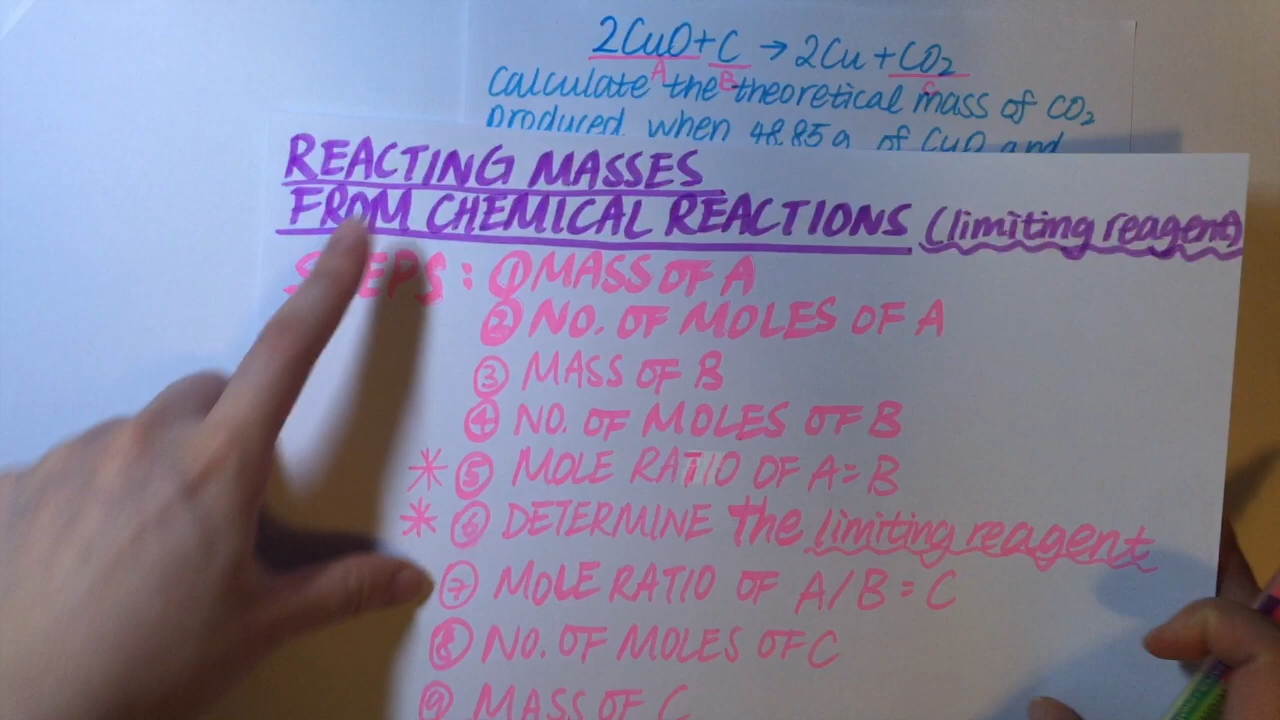 2CuO + C → 2Cu + CO₂
A B C
Calculate the theoretical mass of CO₂
produced when 48.85g of CuO and
REACTING MASSES
FROM CHEMICAL REACTIONS (limiting reagent)
STEPS: ① MASS OF A
② NO. OF MOLES OF A
③ MASS OF B
④ NO. OF MOLES OF B
* ⑤ MOLE RATIO OF A = B
* ⑥ DETERMINE the limiting reagent
⑦ MOLE RATIO OF A/B = C
⑧ NO. OF MOLES OF C
⑨ MASS OF C